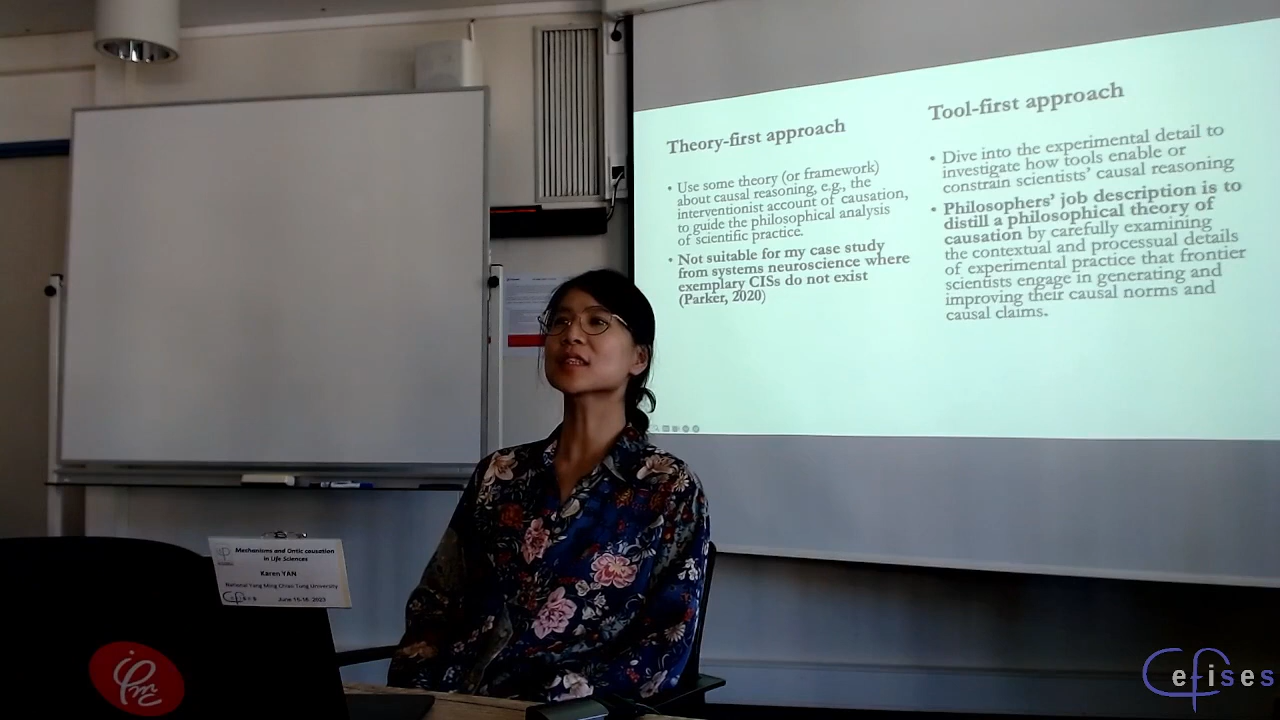 Theory-first approach
• Use some theory (or framework)
about causal reasoning, e.g., the
interventionist account of causation,
to guide the philosophical analysis
of scientific practice.
• Not suitable for my case study
from systems neuroscience where
exemplary CISs do not exist
(Parker, 2020)
Tool-first approach
• Dive into the experimental detail to
investigate how tools enable or
constrain scientists' causal reasoning
• Philosophers' job description is to
distill a philosophical theory of
causation by carefully examining
the contextual and processual details
of experimental practice that frontier
scientists engage in generating and
improving their causal norms and
causal claims.
Mechanisms and Ontic causation
in Life Sciences
Karen YAN
National Yang Ming Chiao Tung University
June 15-16, 2023
Cefises